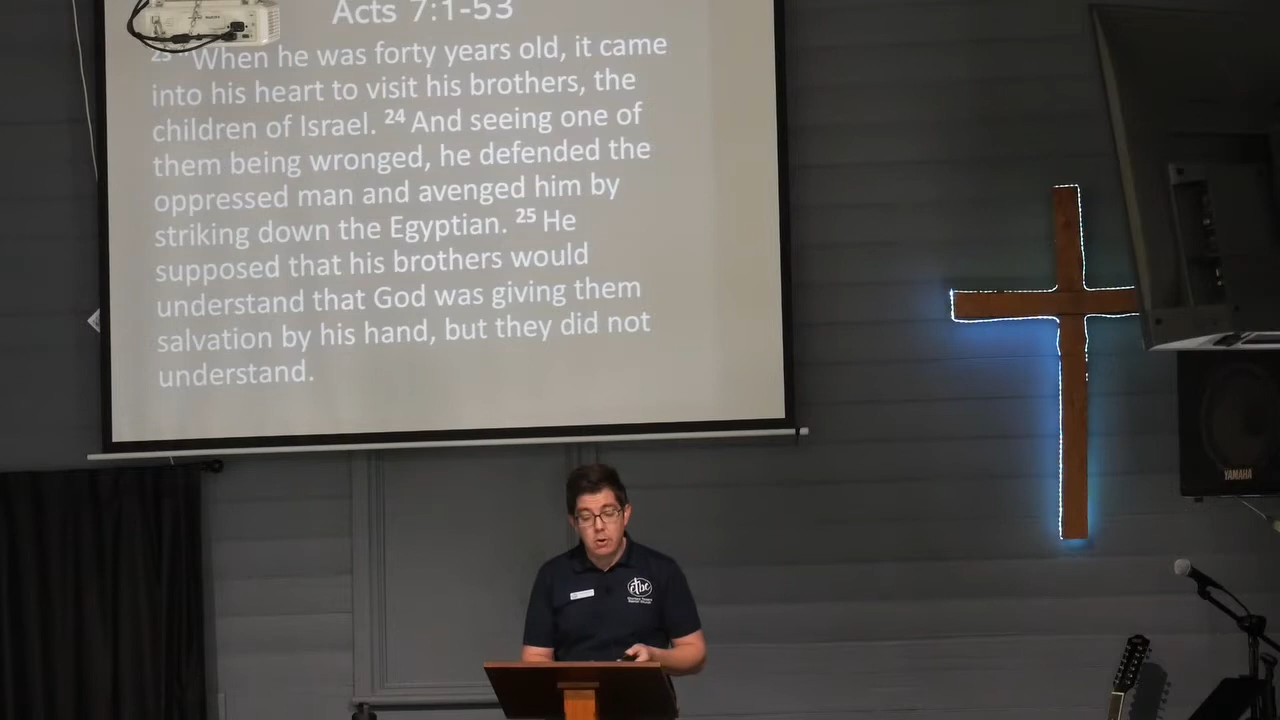 Acts 7:1-53
23 "When he was forty years old, it came
into his heart to visit his brothers, the
children of Israel. 24 And seeing one of
them being wronged, he defended the
oppressed man and avenged him by
striking down the Egyptian. 25 He
supposed that his brothers would
understand that God was giving them
salvation by his hand, but they did not
understand.
YAMAHA